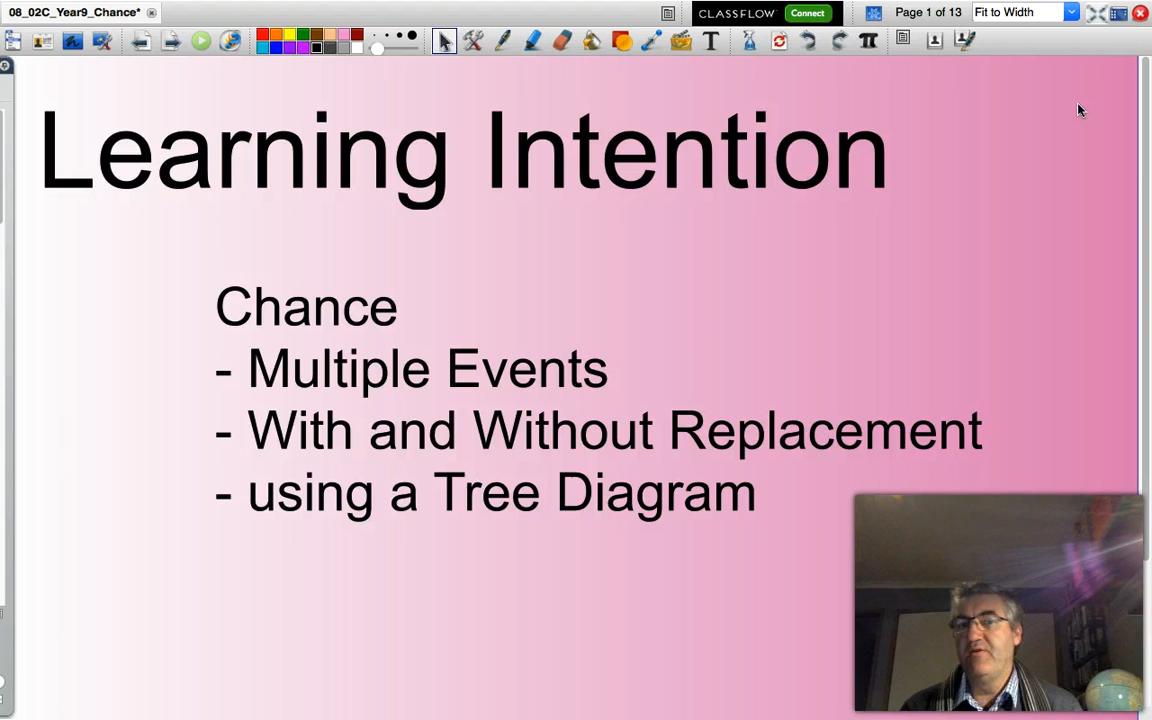 08_02C_Year9_Chance*
CLASSFLOW Connect
Page 1 of 13
Fit to Width
Learning Intention
Chance
- Multiple Events
- With and Without Replacement
- using a Tree Diagram